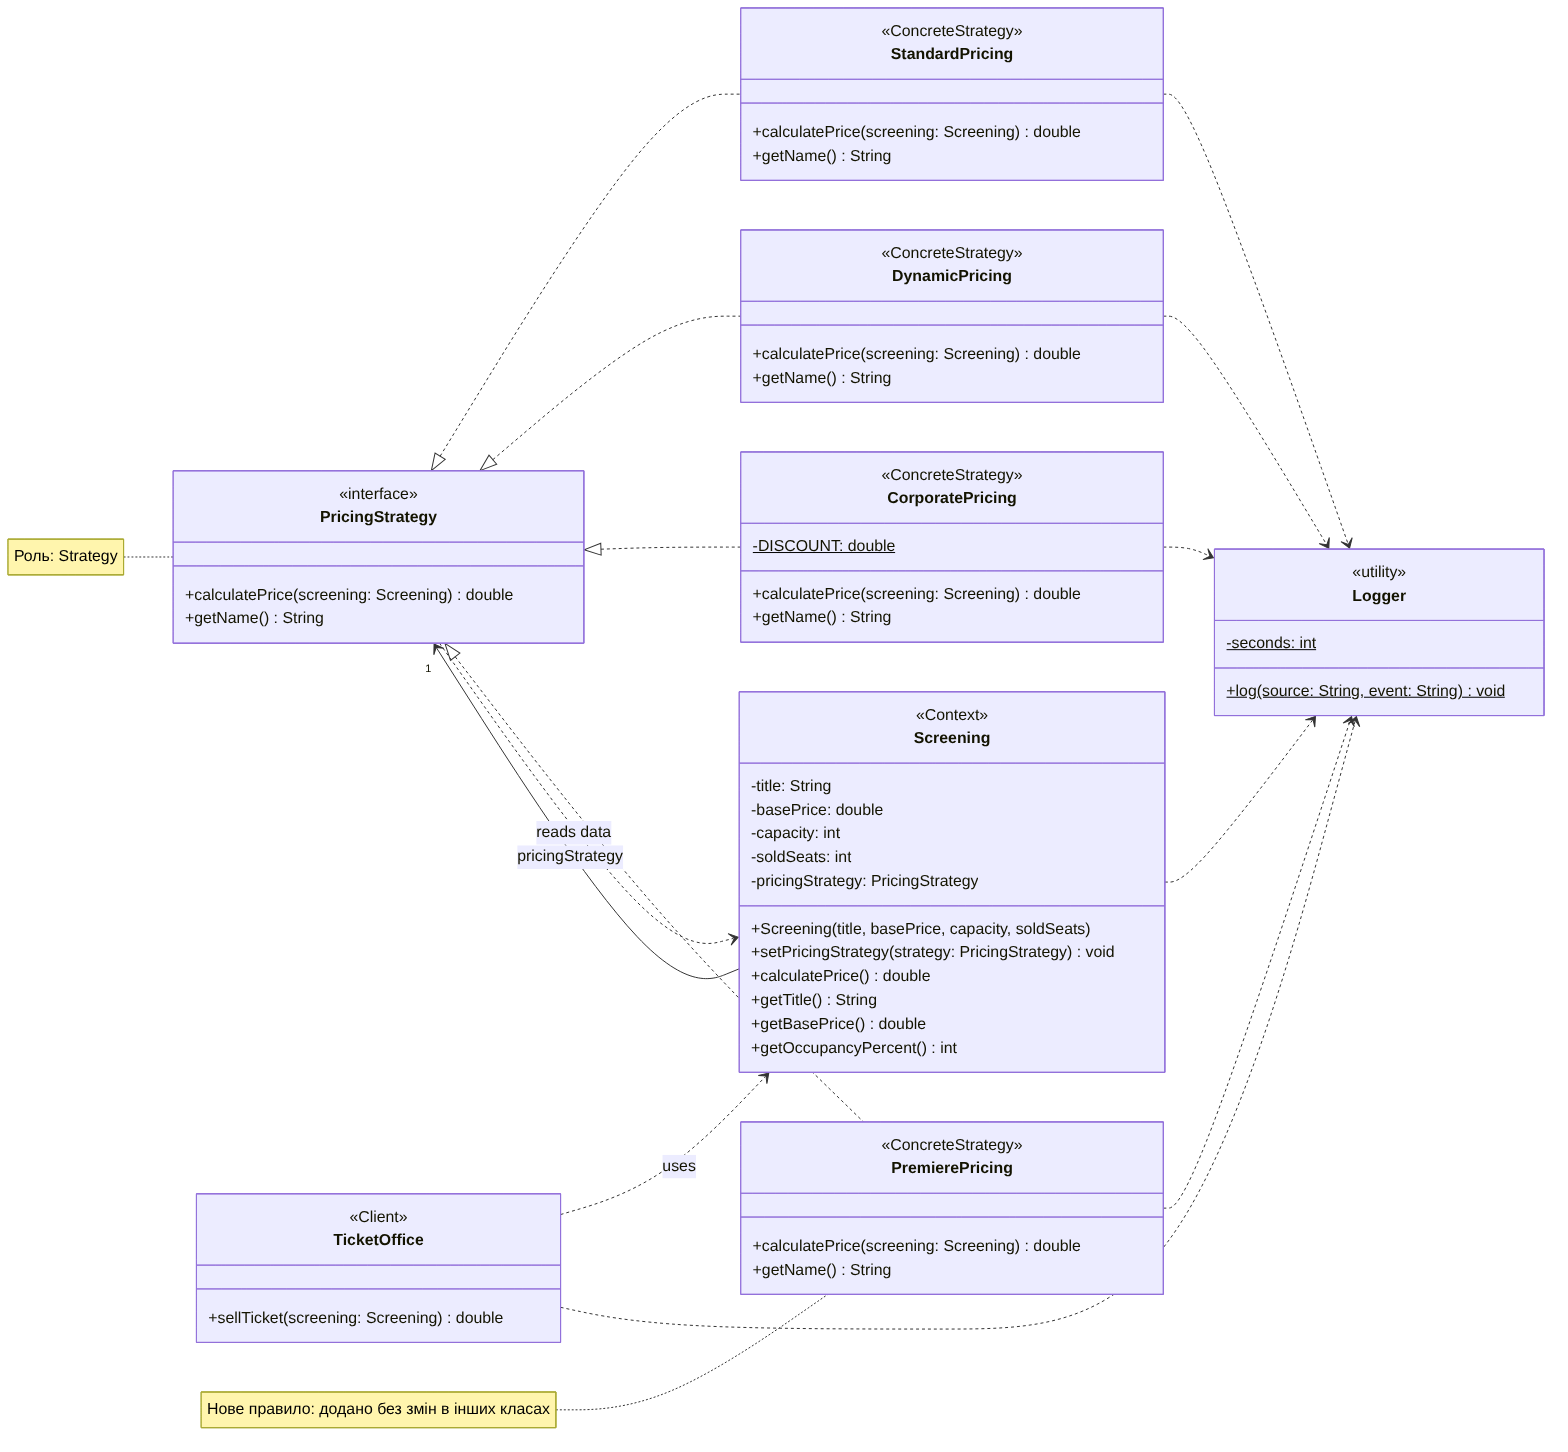 «ConcreteStrategy»
StandardPricing
+calculatePrice(screening: Screening) : double
+getName() : String
«ConcreteStrategy»
DynamicPricing
+calculatePrice(screening: Screening) : double
+getName() : String
«interface»
PricingStrategy
+calculatePrice(screening: Screening) : double
+getName() : String
Роль: Strategy
«ConcreteStrategy»
CorporatePricing
-DISCOUNT: double
+calculatePrice(screening: Screening) : double
+getName() : String
«utility»
Logger
-seconds: int
+log(source: String, event: String) : void
1
reads data
pricingStrategy
«Context»
Screening
-title: String
-basePrice: double
-capacity: int
-soldSeats: int
-pricingStrategy: PricingStrategy
+Screening(title, basePrice, capacity, soldSeats)
+setPricingStrategy(strategy: PricingStrategy) : void
+calculatePrice() : double
+getTitle() : String
+getBasePrice() : double
+getOccupancyPercent() : int
uses
«ConcreteStrategy»
PremierePricing
+calculatePrice(screening: Screening) : double
+getName() : String
«Client»
TicketOffice
+sellTicket(screening: Screening) : double
Нове правило: додано без змін в інших класах